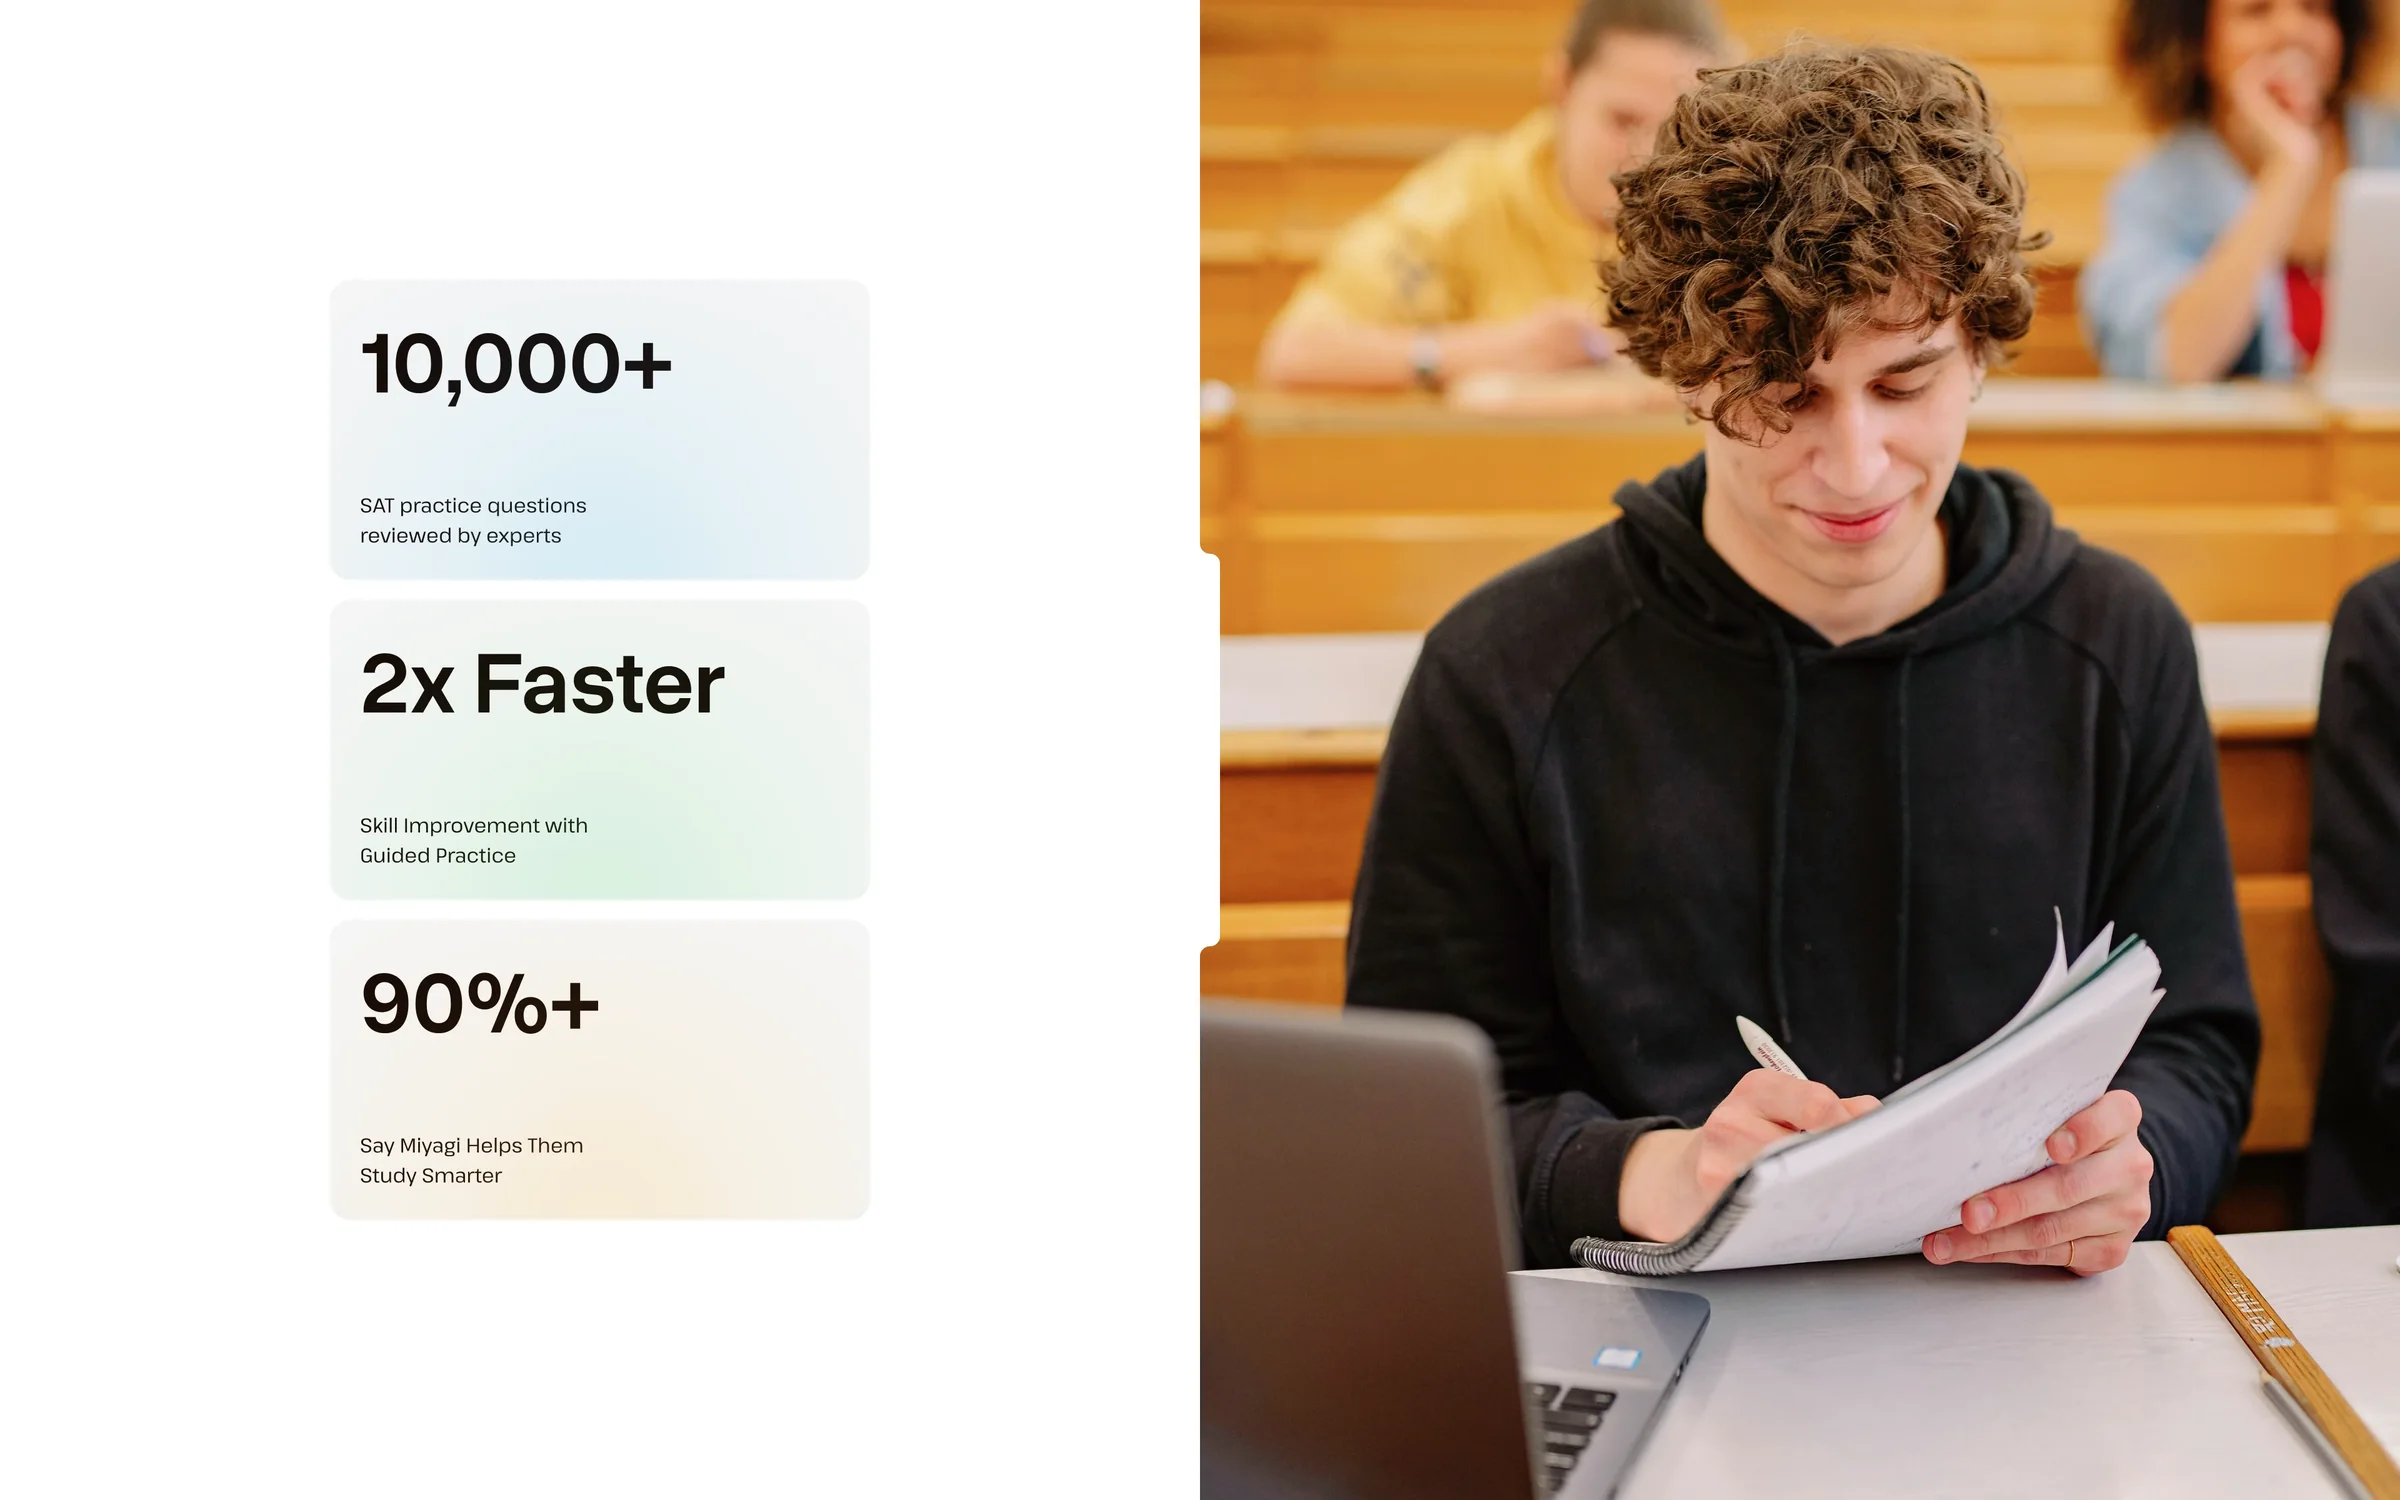 10,000+
SAT practice questions
reviewed by experts
2x Faster
Skill Improvement with
Guided Practice
90%+
Say Miyagi Helps Them
Study Smarter